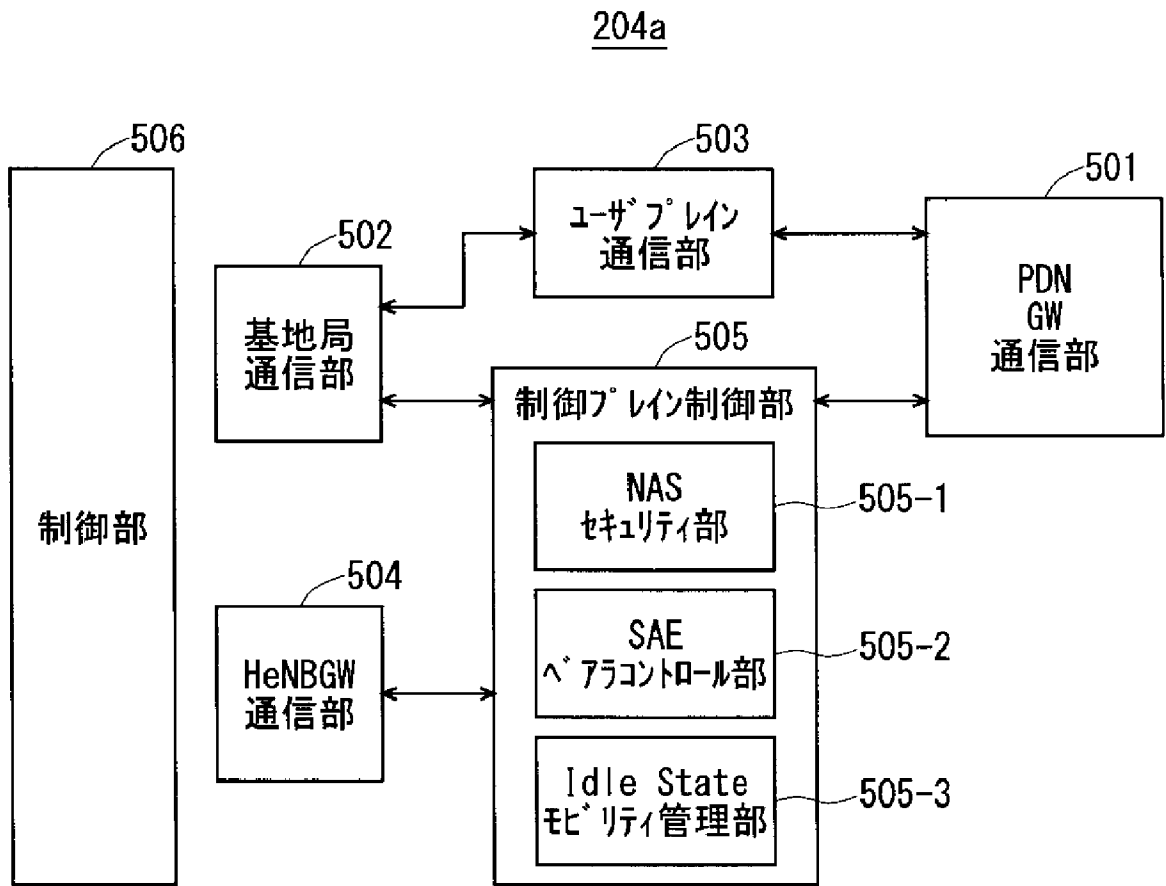 204a
506
制御部
502
基地局
通信部
503
ﾕｰｻﾞﾌﾟﾚｲﾝ
通信部
501
PDN
GW
通信部
505
制御ﾌﾟﾚｲﾝ制御部
NAS
ｾｷｭﾘﾃｨ部
505-1
504
HeNBGW
通信部
SAE
ﾍﾞｱﾗｺﾝﾄﾛｰﾙ部
505-2
Idle State
ﾓﾋﾞﾘﾃｨ管理部
505-3